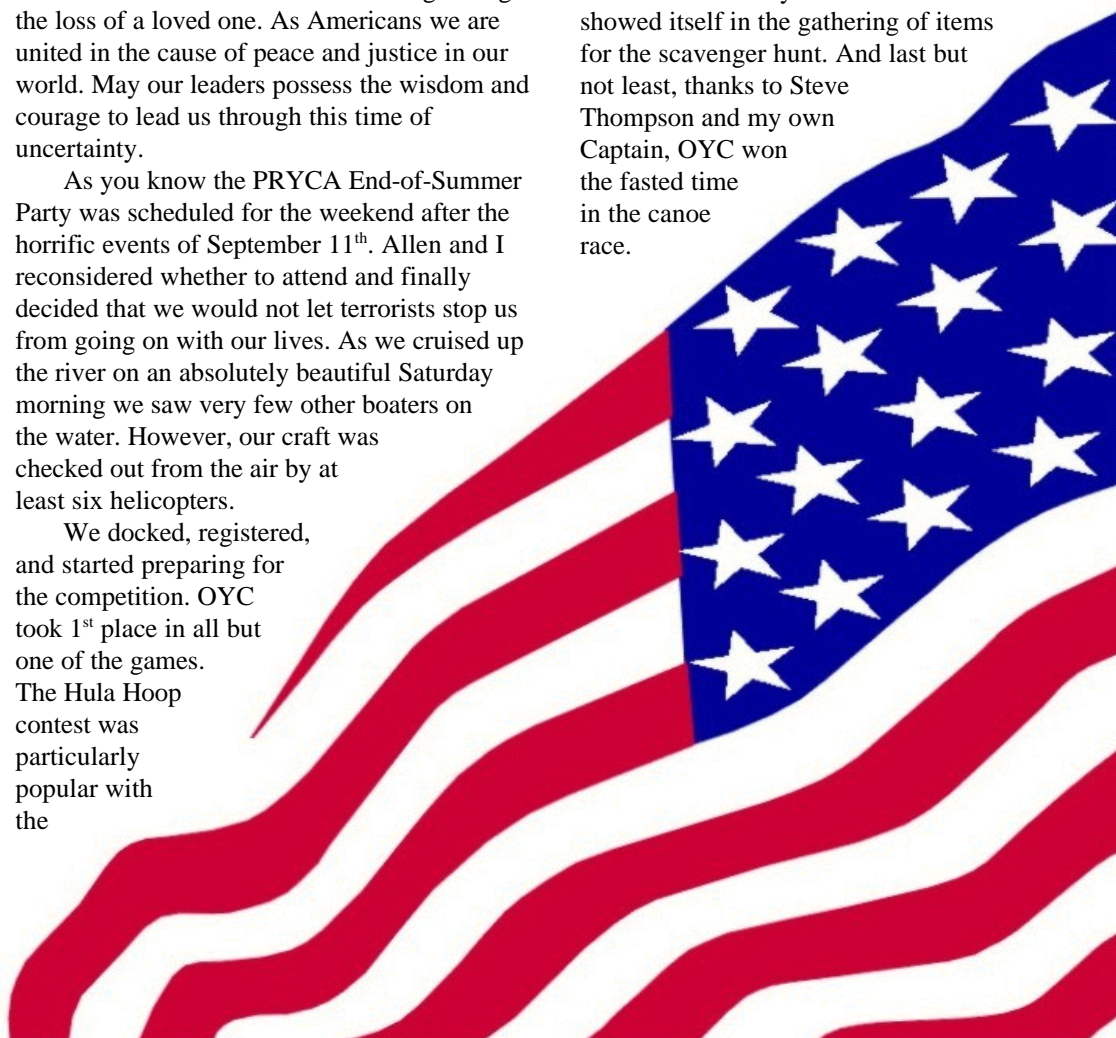 the loss of a loved one. As Americans we are
united in the cause of peace and justice in our
world. May our leaders possess the wisdom and
courage to lead us through this time of
uncertainty.
As you know the PRYCA End-of-Summer
Party was scheduled for the weekend after the
horrific events of September 11th. Allen and I
reconsidered whether to attend and finally
decided that we would not let terrorists stop us
from going on with our lives. As we cruised up
the river on an absolutely beautiful Saturday
morning we saw very few other boaters on
the water. However, our craft was
checked out from the air by at
least six helicopters.
We docked, registered,
and started preparing for
the competition. OYC
took 1st place in all but
one of the games.
The Hula Hoop
contest was
particularly
popular with
the
showed itself in the gathering of items
for the scavenger hunt. And last but
not least, thanks to Steve
Thompson and my own
Captain, OYC won
the fasted time
in the canoe
race.